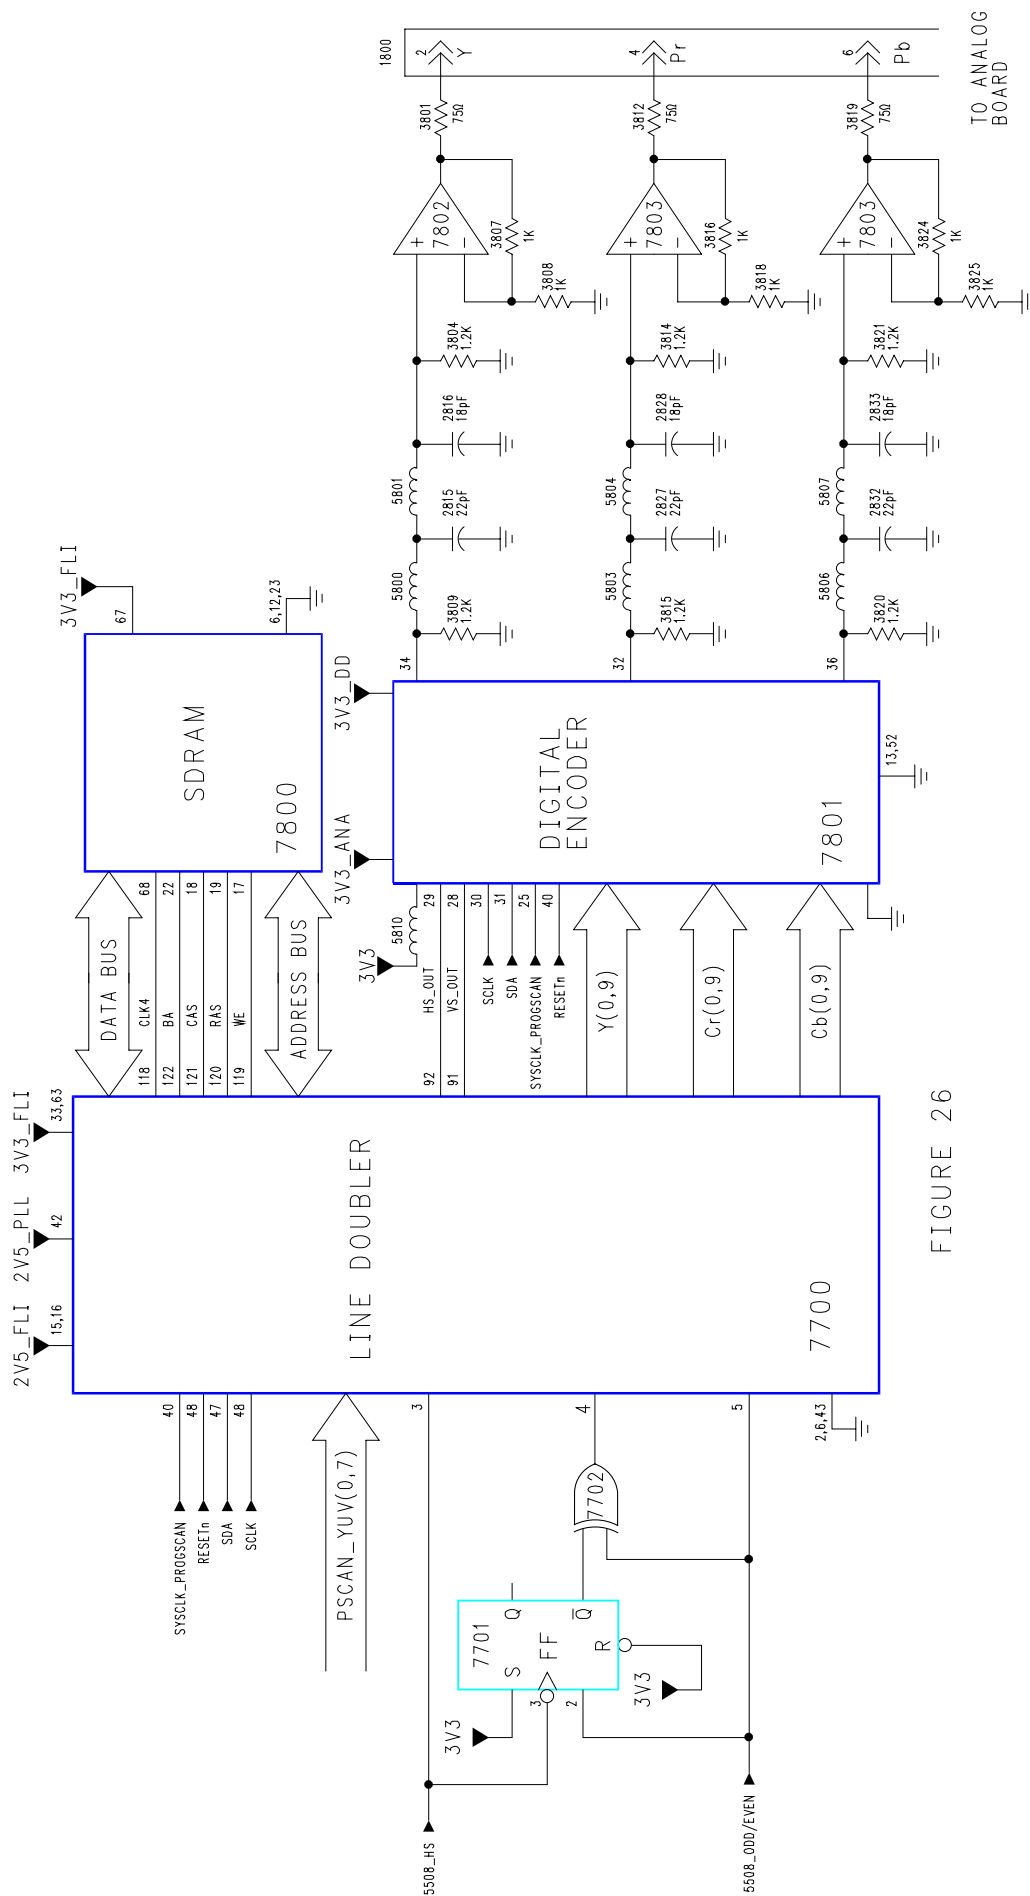 2V5_FLI
15,16
2V5_PLL
42
3V3_FLI
33,63
SYSCLK_PROGSCAN
40
RESETn
48
SDA
47
SCLK
48
PSCAN_YUV(0,7)
5508_HS
3
3V3
7701
S
Q
3
FF
2
Q
R
3V3
7702
4
5508_ODD/EVEN
5
2,6,43
LINE DOUBLER
7700
DATA BUS
118
CLK4
68
122
BA
22
121
CAS
18
120
RAS
19
119
WE
17
ADDRESS BUS
SDRAM
7800
3V3_FLI
67
6,12,23
92
HS_OUT
29
91
VS_OUT
28
3V3
5810
SCLK
30
SDA
31
SYSCLK_PROGSCAN
25
RESETn
40
Y(0,9)
Cr(0,9)
Cb(0,9)
3V3_ANA
3V3_DD
DIGITAL
ENCODER
7801
13,52
34
3809
1.2K
5800
2815
22pF
5801
2816
18pF
3804
1.2K
3808
1K
3807
1K
7802
+
−
3801
75Ω
1800
2
Y
32
3815
1.2K
5803
2827
22pF
5804
2828
18pF
3814
1.2K
3818
1K
3816
1K
7803
+
−
3812
75Ω
4
Pr
36
3820
1.2K
5806
2832
22pF
5807
2833
18pF
3821
1.2K
3825
1K
3824
1K
7803
+
−
3819
75Ω
6
Pb
TO ANALOG
BOARD
FIGURE 26